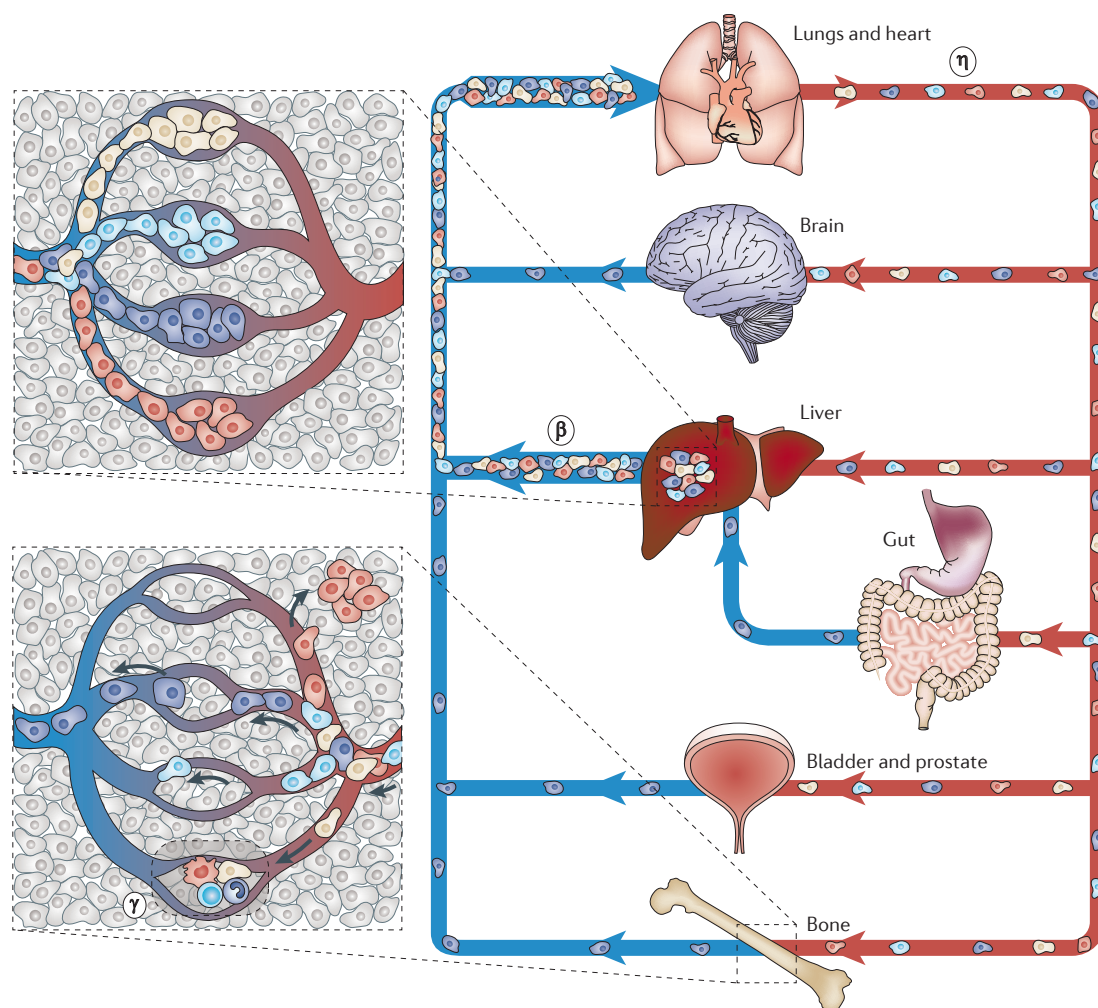 Lungs and heart
η
Brain
Liver
β
Gut
Bladder and prostate
γ
Bone